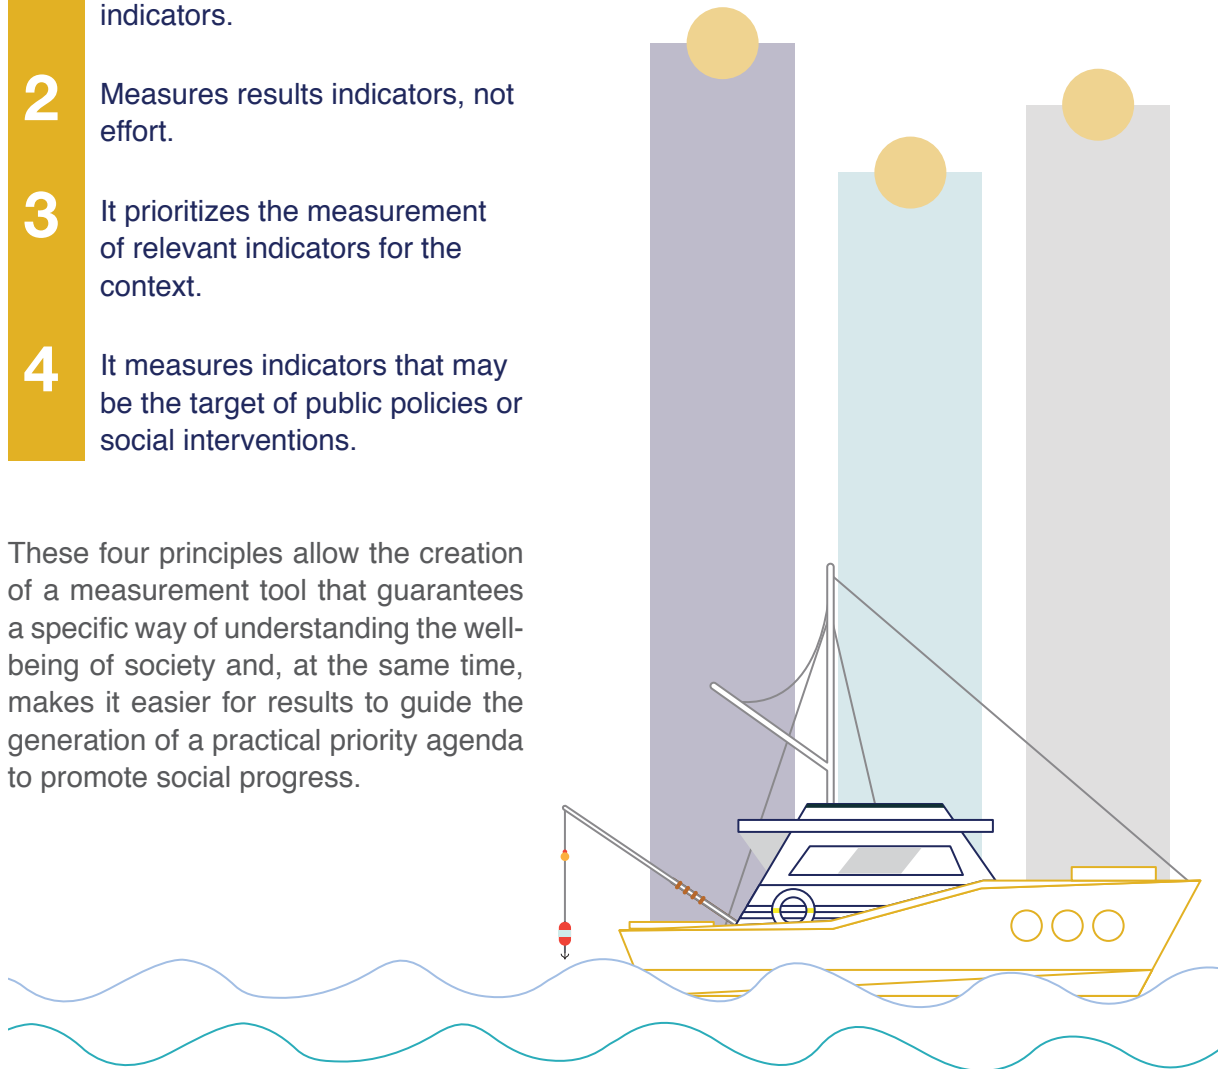 indicators.
2
Measures results indicators, not
effort.
3
It prioritizes the measurement
of relevant indicators for the
context.
4
It measures indicators that may
be the target of public policies or
social interventions.
These four principles allow the creation
of a measurement tool that guarantees
a specific way of understanding the well-
being of society and, at the same time,
makes it easier for results to guide the
generation of a practical priority agenda
to promote social progress.